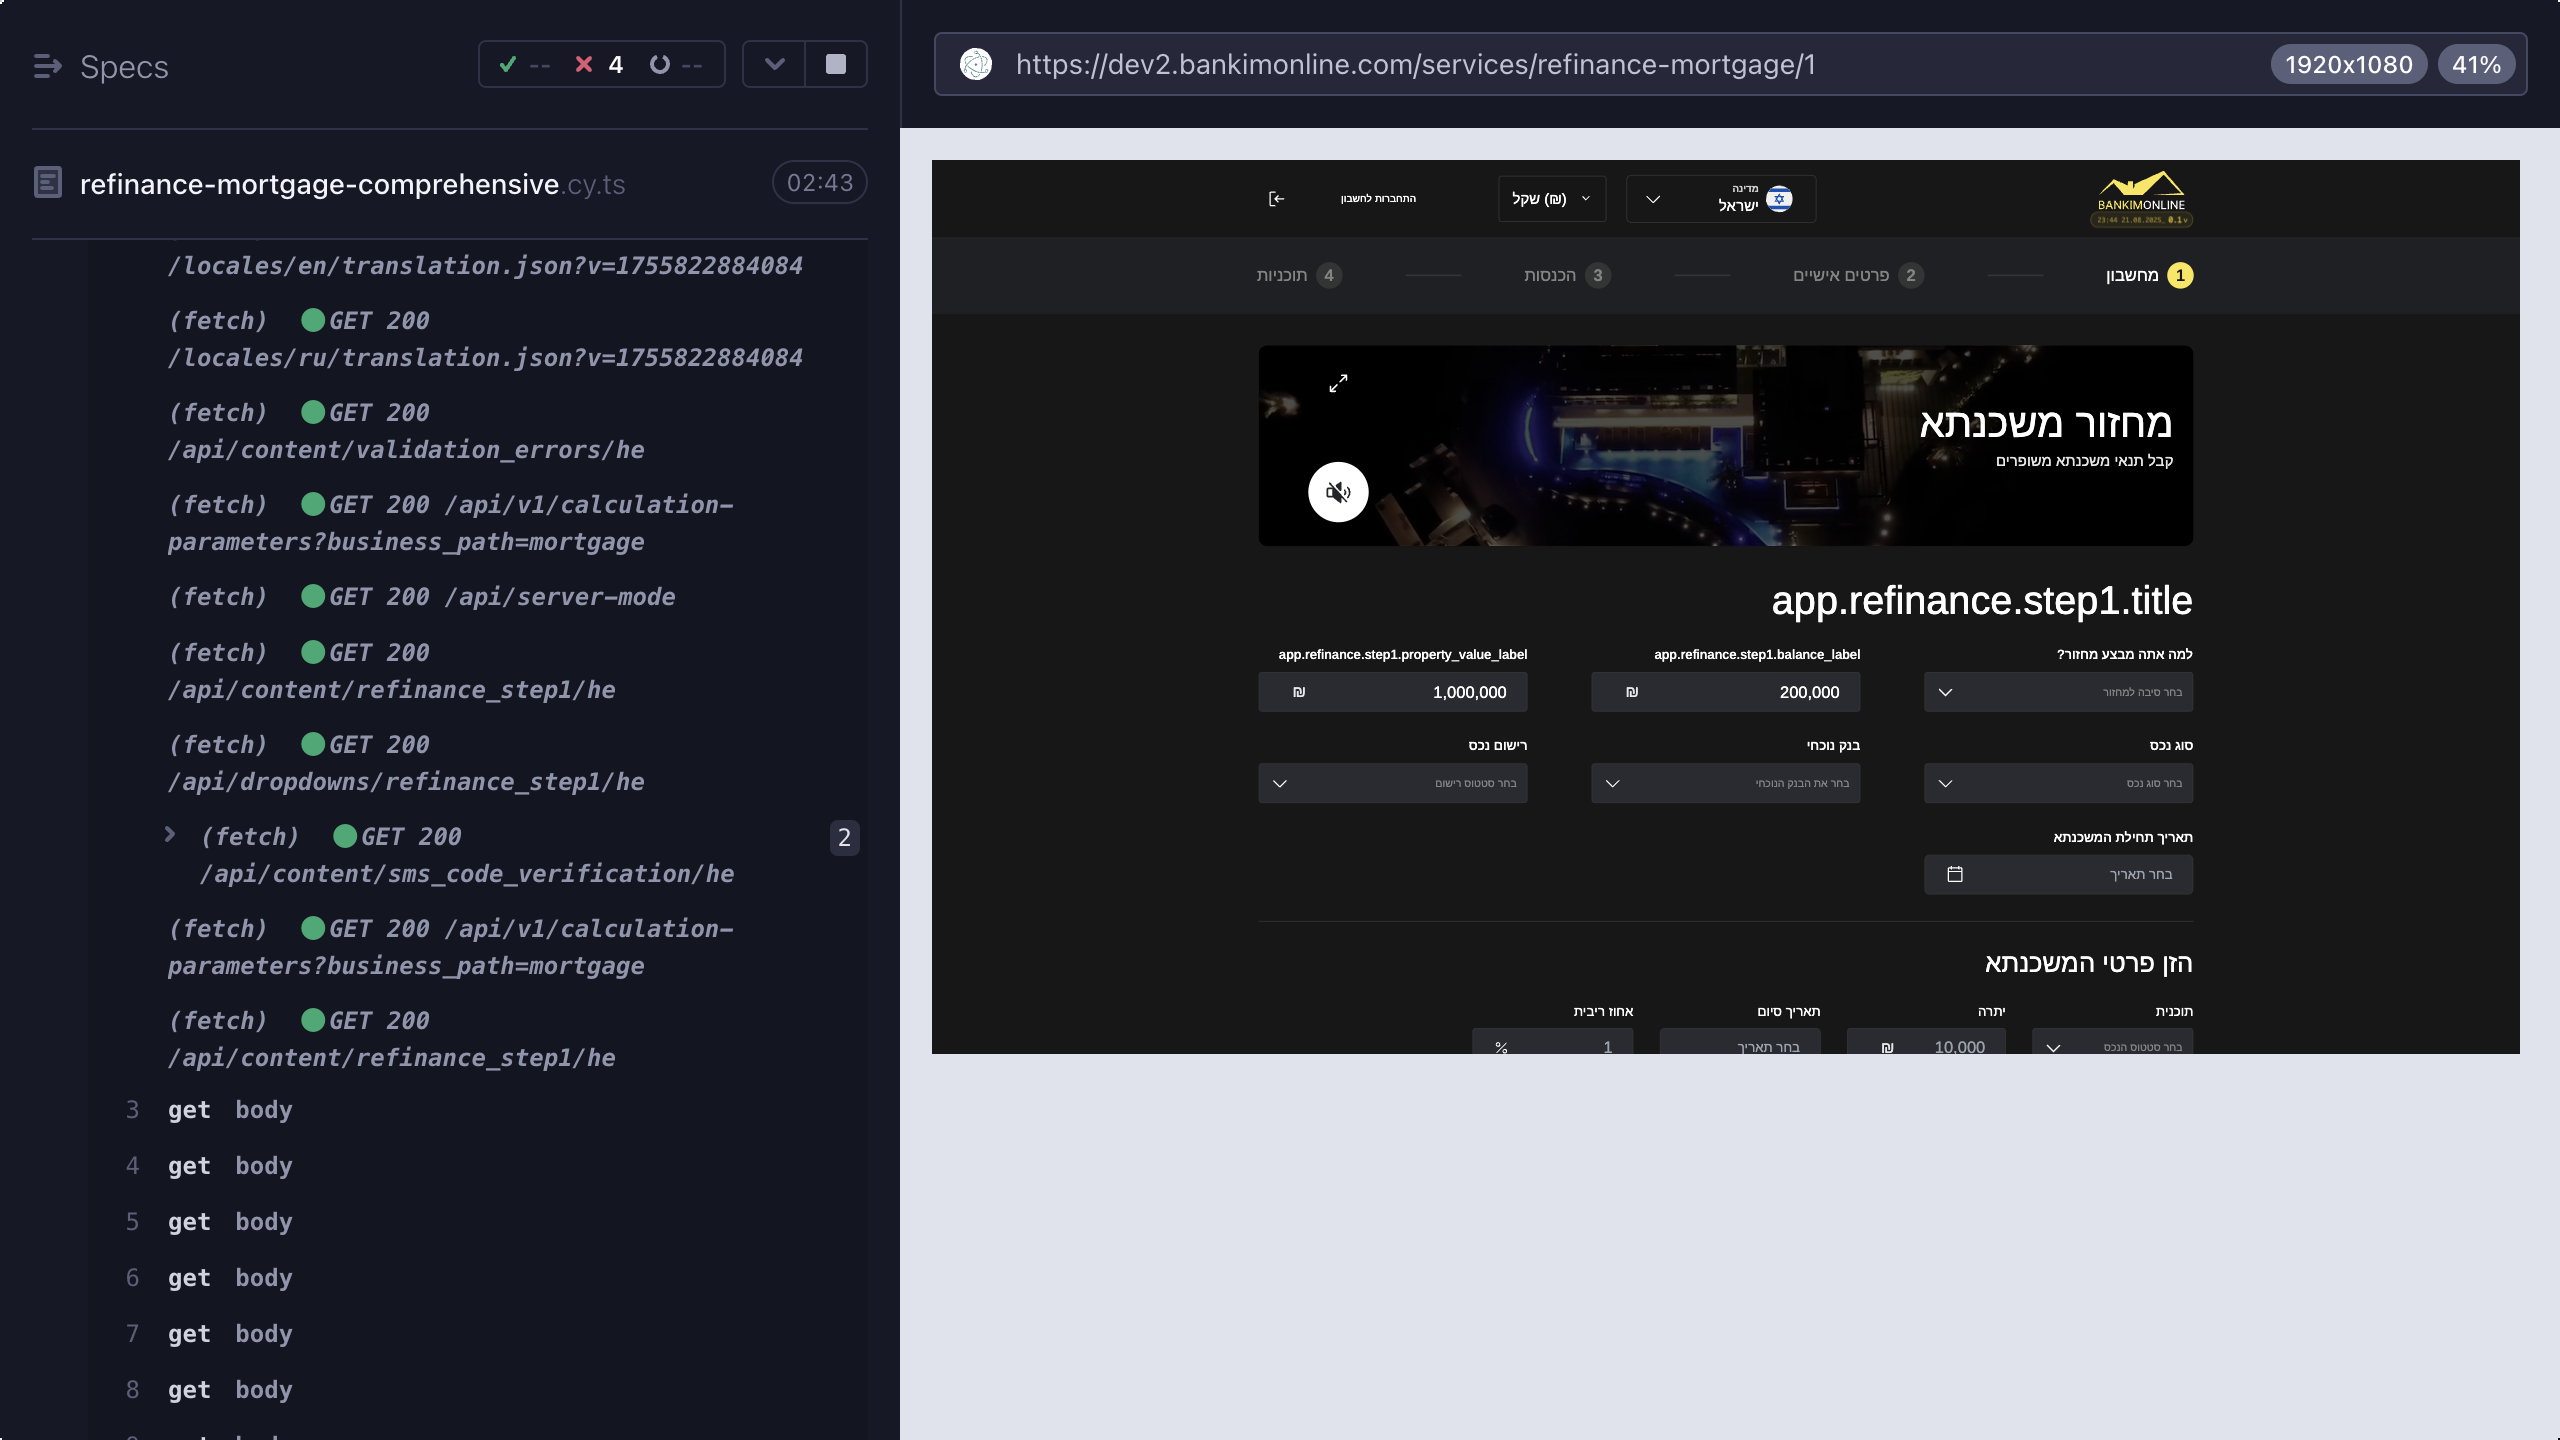 Specs
-- 4 --
refinance-mortgage-comprehensive.cy.ts 02:43
/locales/en/translation.json?v=1755822884084
(fetch) GET 200
/locales/ru/translation.json?v=1755822884084
(fetch) GET 200
/api/content/validation_errors/he
(fetch) GET 200 /api/v1/calculation-
parameters?business_path=mortgage
(fetch) GET 200 /api/server-mode
(fetch) GET 200
/api/content/refinance_step1/he
(fetch) GET 200
/api/dropdowns/refinance_step1/he
(fetch) GET 200 2
/api/content/sms_code_verification/he
(fetch) GET 200 /api/v1/calculation-
parameters?business_path=mortgage
(fetch) GET 200
/api/content/refinance_step1/he
3 get body
4 get body
5 get body
6 get body
7 get body
8 get body
https://dev2.bankimonline.com/services/refinance-mortgage/1 1920x1080 41%
BANKIMONLINE
23:44 21.08.2025, 0.1v
מדינה
ישראל
שקל (₪)
התחברות לחשבון
1 מחשבון
2 פרטים אישיים
3 הכנסות
4 תוכניות
מחזור משכנתא
קבל תנאי משכנתא משופרים
app.refinance.step1.title
למה אתה מבצע מחזור?
בחר סיבה למחזור
app.refinance.step1.balance_label
200,000 ₪
app.refinance.step1.property_value_label
1,000,000 ₪
סוג נכס
בחר סוג נכס
בנק נוכחי
בחר את הבנק הנוכחי
רישום נכס
בחר סטטוס רישום
תאריך תחילת המשכנתא
בחר תאריך
הזן פרטי המשכנתא
תוכנית
בחר סטטוס הנכס
יתרה
10,000 ₪
תאריך סיום
בחר תאריך
אחוז ריבית
1 %